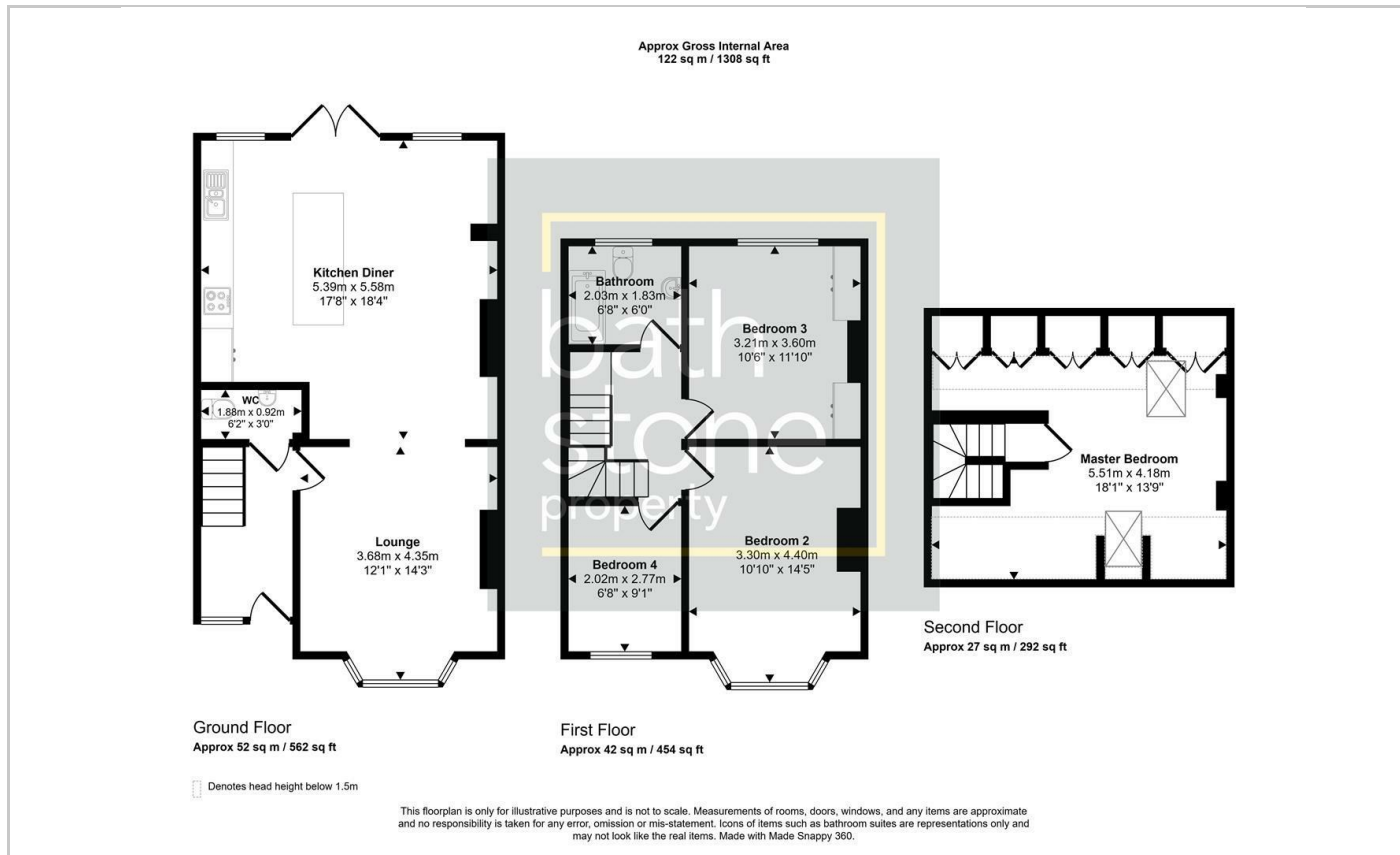 Approx Gross Internal Area
122 sq m / 1308 sq ft
Kitchen Diner
5.39m x 5.58m
17'8" x 18'4"
WC
1.88m x 0.92m
6'2" x 3'0"
Lounge
3.68m x 4.35m
12'1" x 14'3"
Ground Floor
Approx 52 sq m / 562 sq ft
Bathroom
2.03m x 1.83m
6'8" x 6'0"
Bedroom 3
3.21m x 3.60m
10'6" x 11'10"
Bedroom 2
3.30m x 4.40m
10'10" x 14'5"
Bedroom 4
2.02m x 2.77m
6'8" x 9'1"
First Floor
Approx 42 sq m / 454 sq ft
bath
stone
property
Master Bedroom
5.51m x 4.18m
18'1" x 13'9"
Second Floor
Approx 27 sq m / 292 sq ft
Denotes head height below 1.5m
This floorplan is only for illustrative purposes and is not to scale. Measurements of rooms, doors, windows, and any items are approximate
and no responsibility is taken for any error, omission or mis-statement. Icons of items such as bathroom suites are representations only and
may not look like the real items. Made with Made Snappy 360.